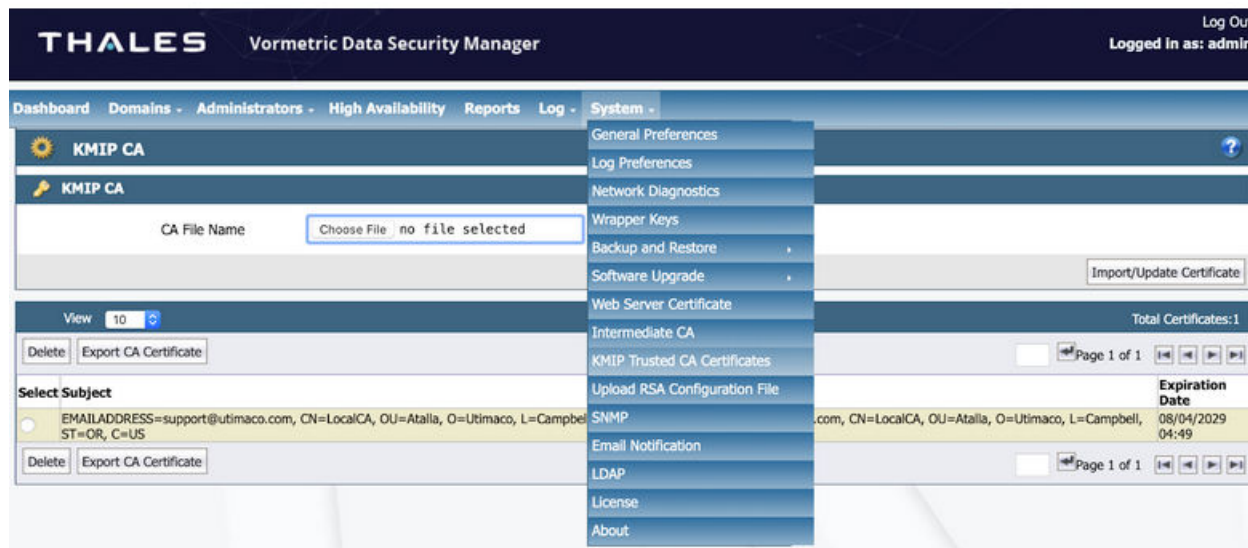 THALES Vormetric Data Security Manager
Log Ou
Logged in as: admin
Dashboard Domains Administrators High Availability Reports Log System
KMIP CA
?
KMIP CA
CA File Name Choose File no file selected
Import/Update Certificate
General Preferences
Log Preferences
Network Diagnostics
Wrapper Keys
Backup and Restore
Software Upgrade
Web Server Certificate
Intermediate CA
KMIP Trusted CA Certificates
Upload RSA Configuration File
SNMP
Email Notification
LDAP
License
About
View 10 Total Certificates:1
Delete Export CA Certificate Page 1 of 1
Select Subject Expiration
Date
EMAILADDRESS=support@utimaco.com, CN=LocalCA, OU=Atalla, O=Utimaco, L=Campbel .com, CN=LocalCA, OU=Atalla, O=Utimaco, L=Campbell, 08/04/2029
ST=OR, C=US 04:49
Delete Export CA Certificate Page 1 of 1